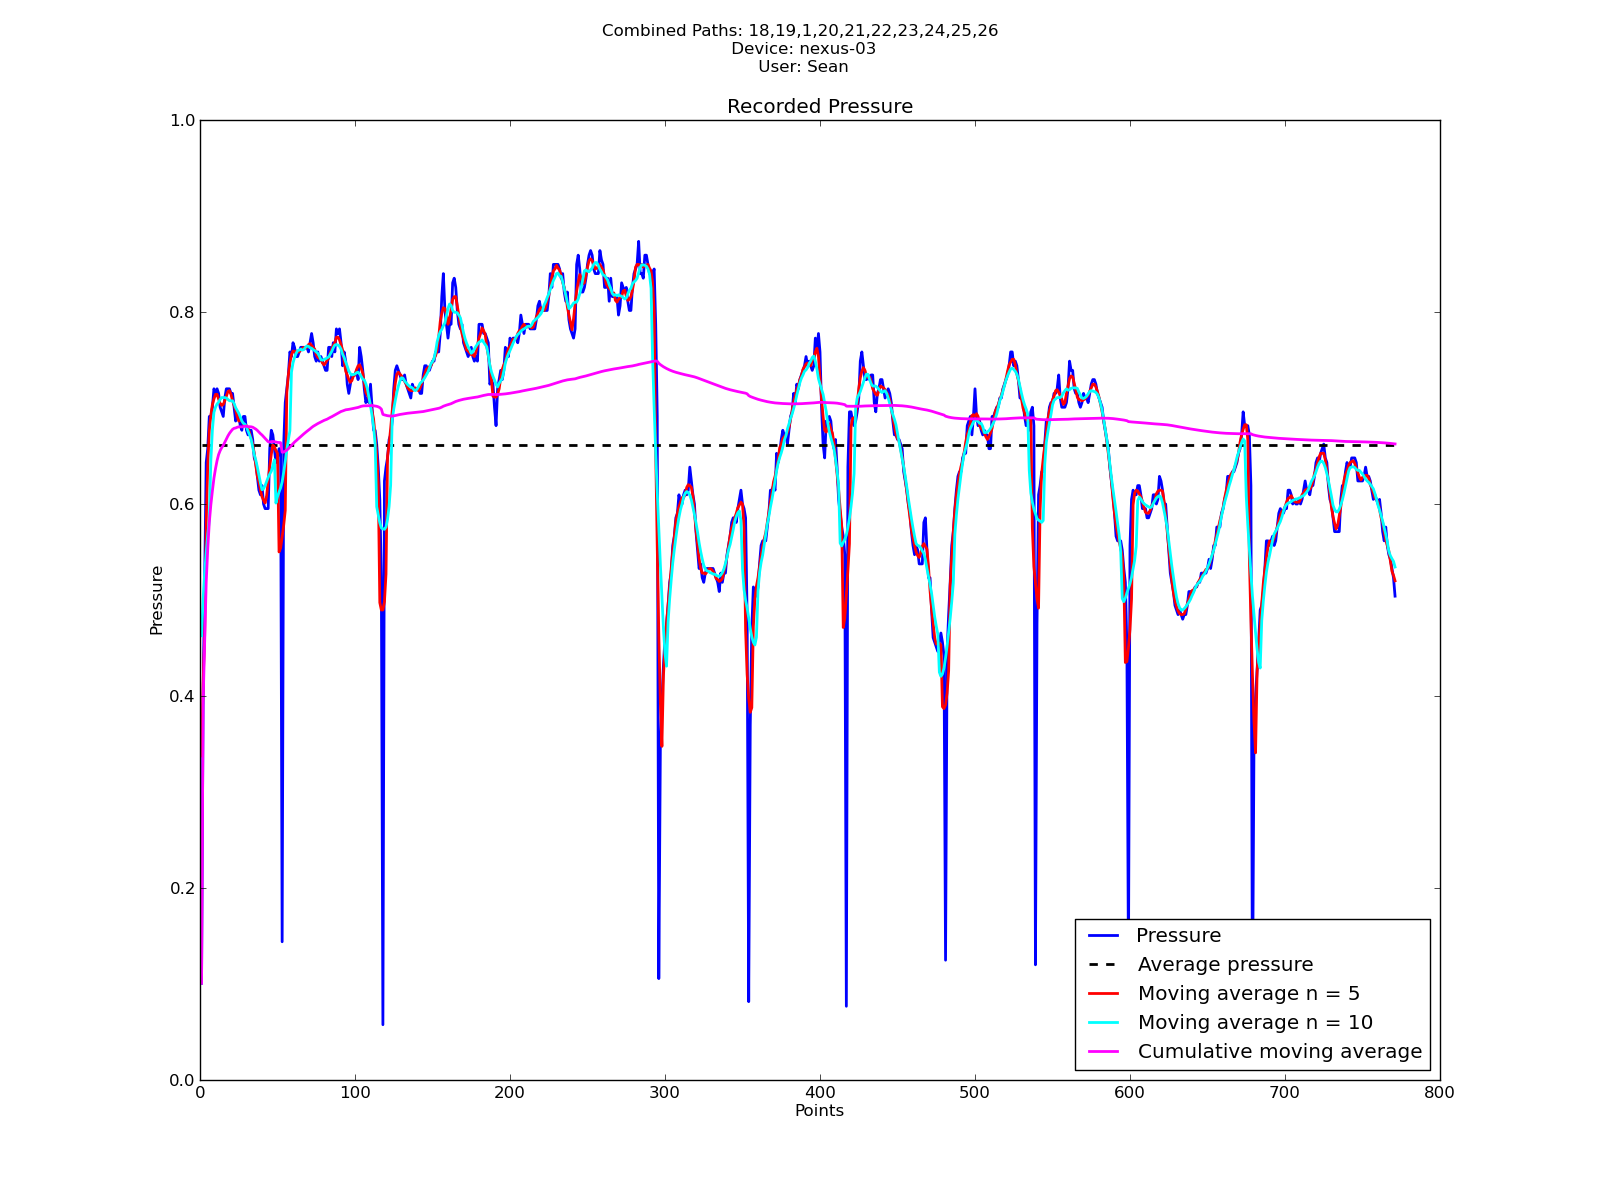 Combined Paths: 18,19,1,20,21,22,23,24,25,26
Device: nexus-03
User: Sean
Recorded Pressure
1.0
0.8
0.6
0.4
0.2
0.0
Pressure
0 100 200 300 400 500 600 700 800
Points
Pressure
Average pressure
Moving average n = 5
Moving average n = 10
Cumulative moving average